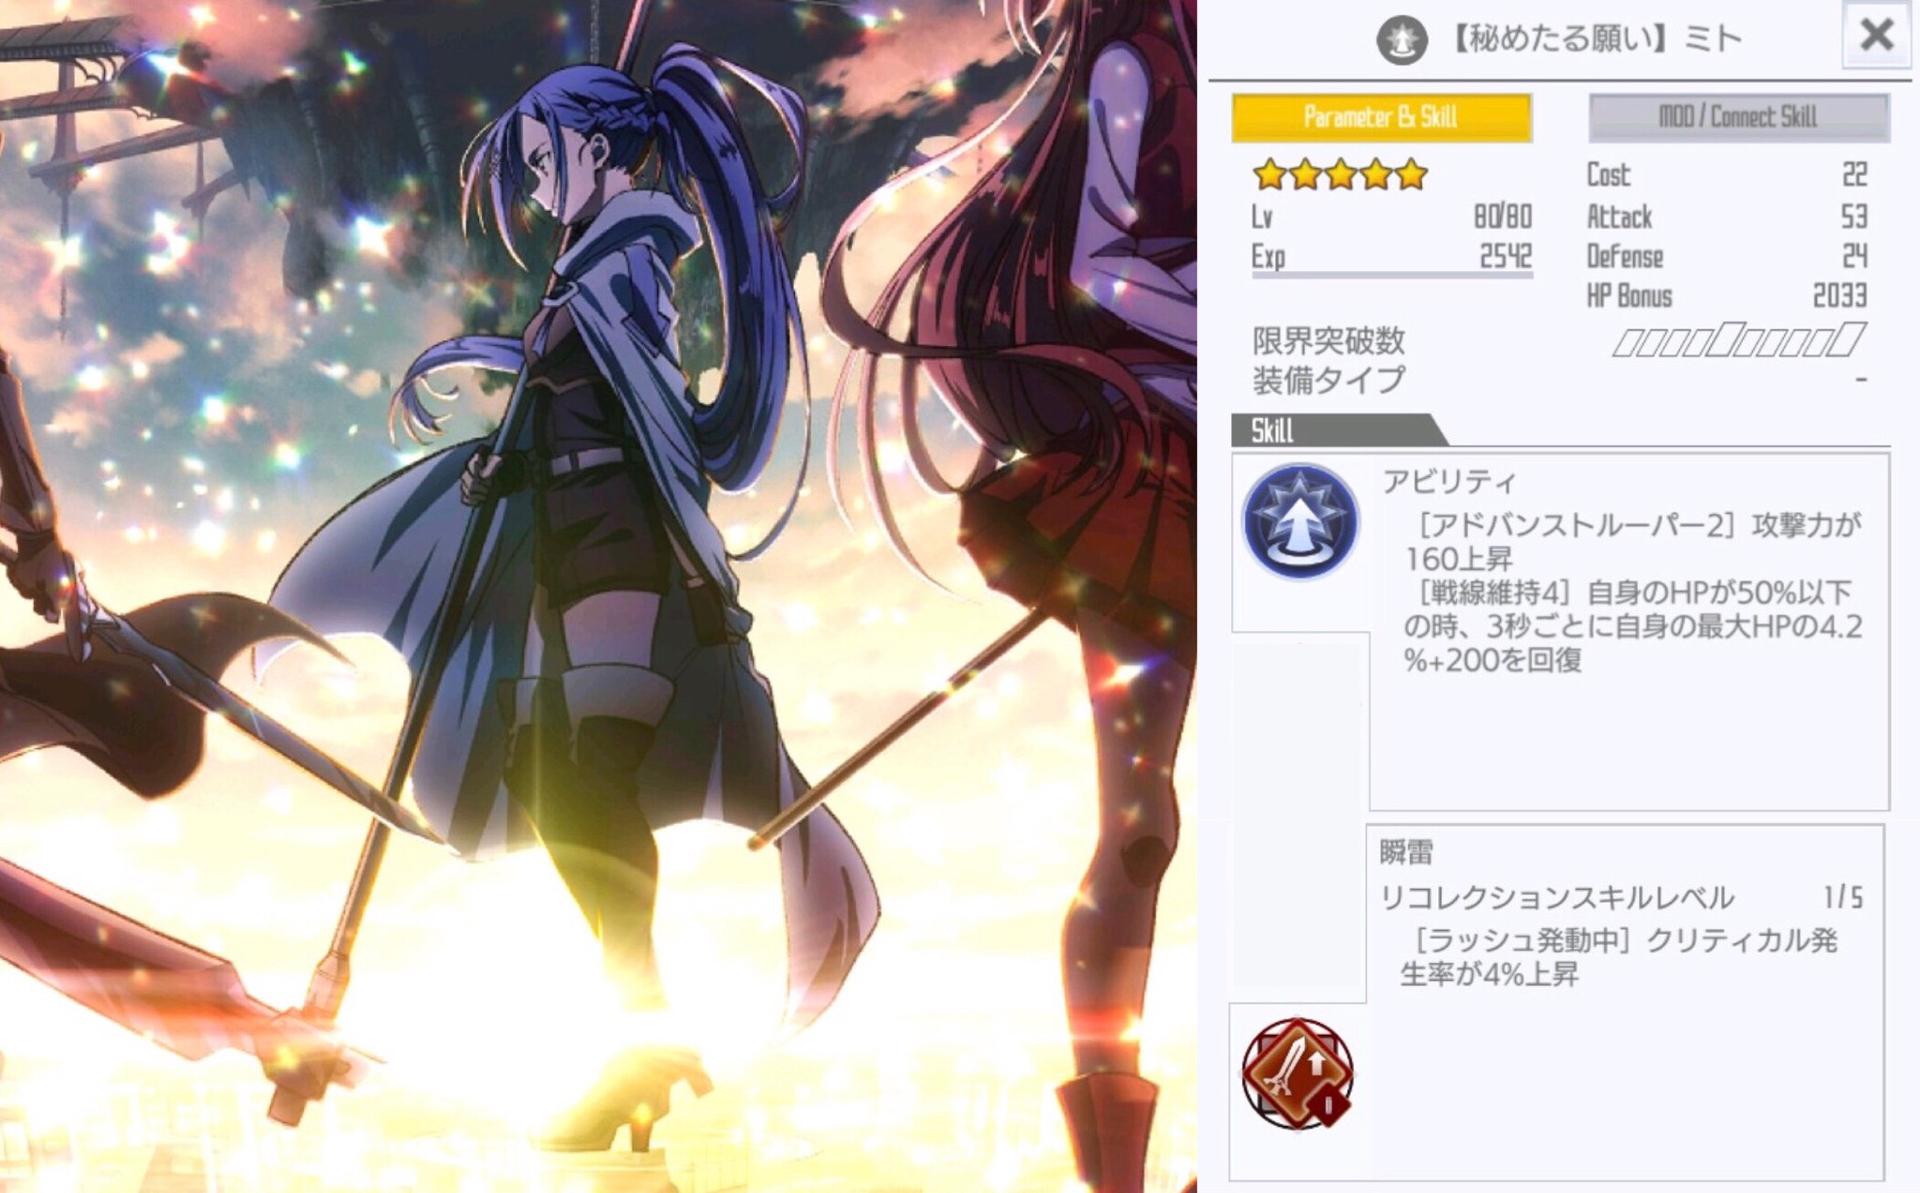 【秘めたる願い】ミト
Parameter & Skill
MOD / Connect Skill
Lv 80/80
Exp 2542
Cost 22
Attack 53
Defense 24
HP Bonus 2033
限界突破数
装備タイプ -
Skill
アビリティ
［アドバンストルーパー2］攻撃力が
160上昇
［戦線維持4］自身のHPが50%以下
の時、3秒ごとに自身の最大HPの4.2
%+200を回復
瞬雷
リコレクションスキルレベル 1/5
［ラッシュ発動中］クリティカル発
生率が4%上昇